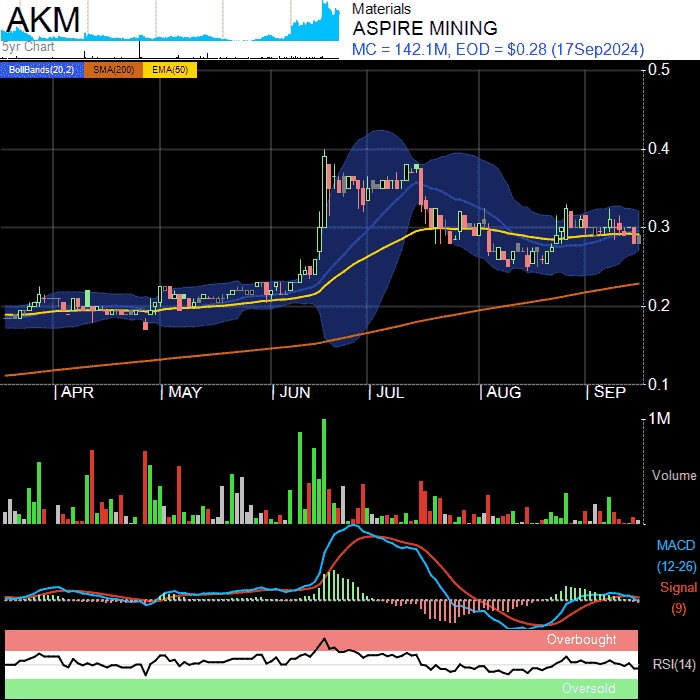 AKM
5yr Chart
Materials
ASPIRE MINING
MC = 142.1M, EOD = $0.28 (17Sep2024)
BollBands(20,2) SMA(200) EMA(50)
0.5
0.4
0.3
0.2
0.1
APR MAY JUN JUL AUG SEP
1M
Volume
MACD
(12-26)
Signal
(9)
Overbought
RSI(14)
Oversold